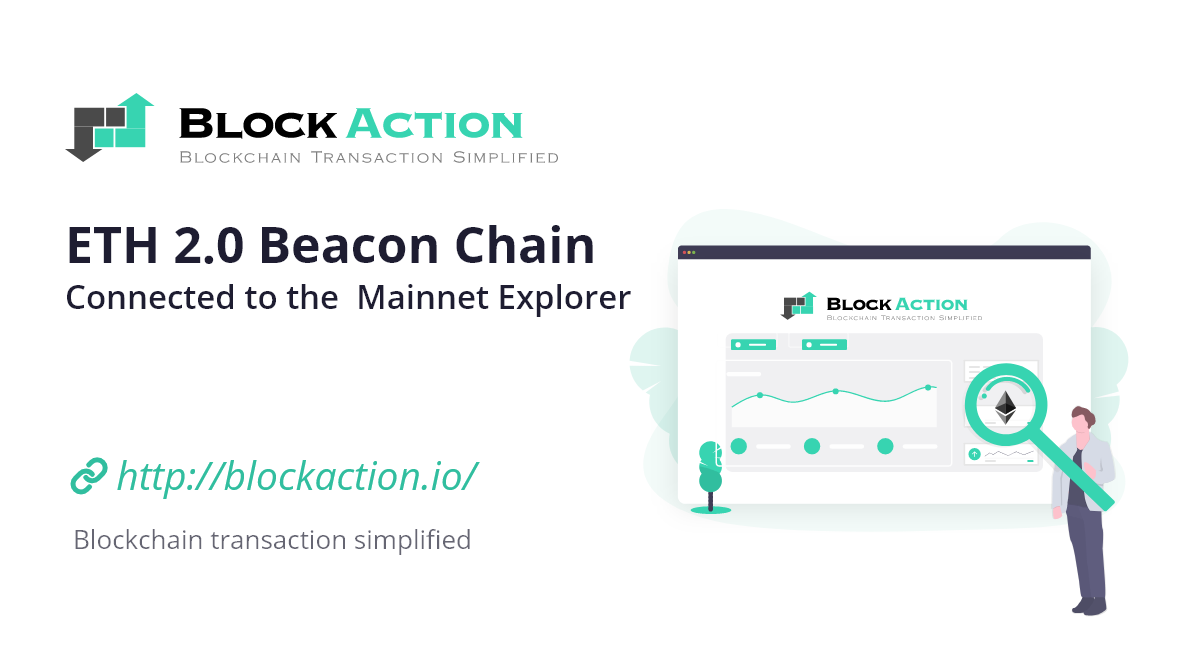 BLOCK ACTION
BLOCKCHAIN TRANSACTION SIMPLIFIED
ETH 2.0 Beacon Chain
Connected to the  Mainnet Explorer
BLOCK ACTION
BLOCKCHAIN TRANSACTION SIMPLIFIED
http://blockaction.io/
Blockchain transaction simplified